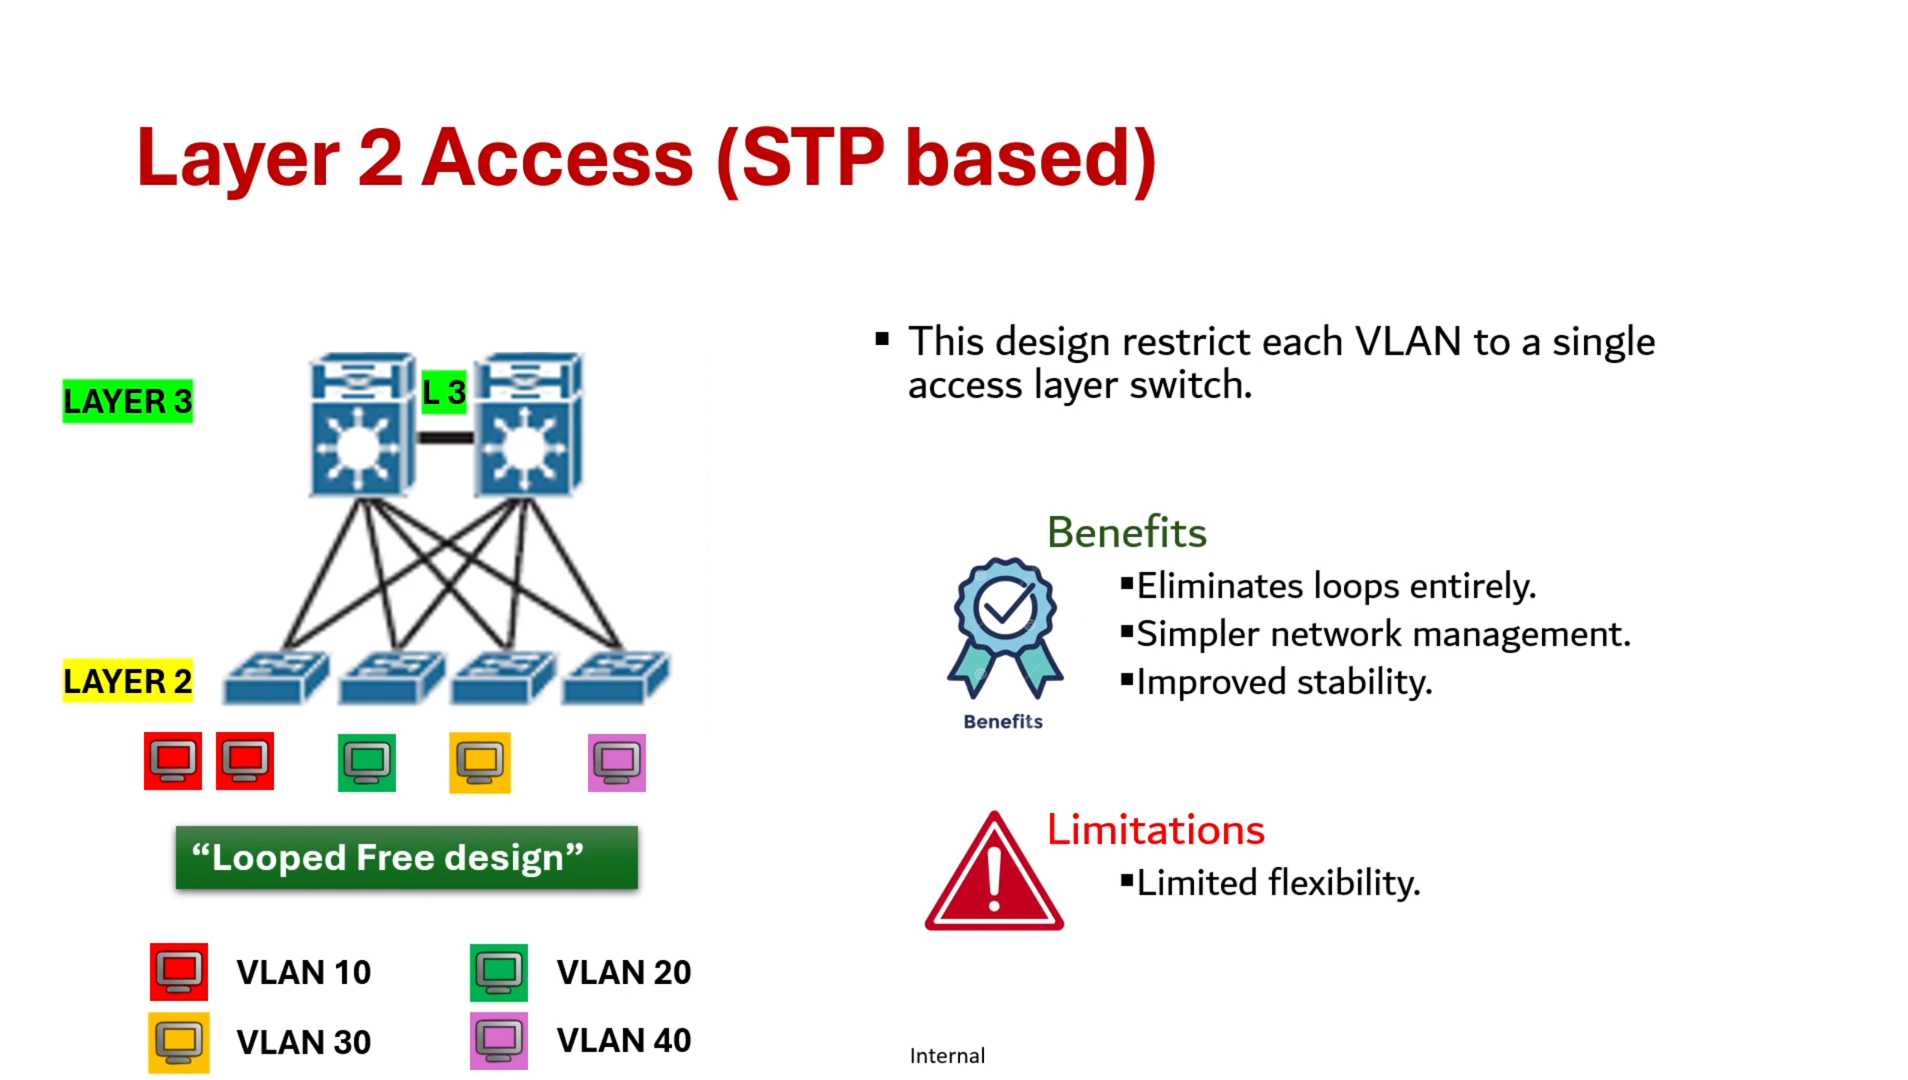 Layer 2 Access (STP based)
LAYER 3
L 3
LAYER 2
“Looped Free design”
VLAN 10
VLAN 20
VLAN 30
VLAN 40
▪ This design restrict each VLAN to a single
access layer switch.
Benefits
▪Eliminates loops entirely.
▪Simpler network management.
▪Improved stability.
Benefits
Limitations
▪Limited flexibility.
Internal